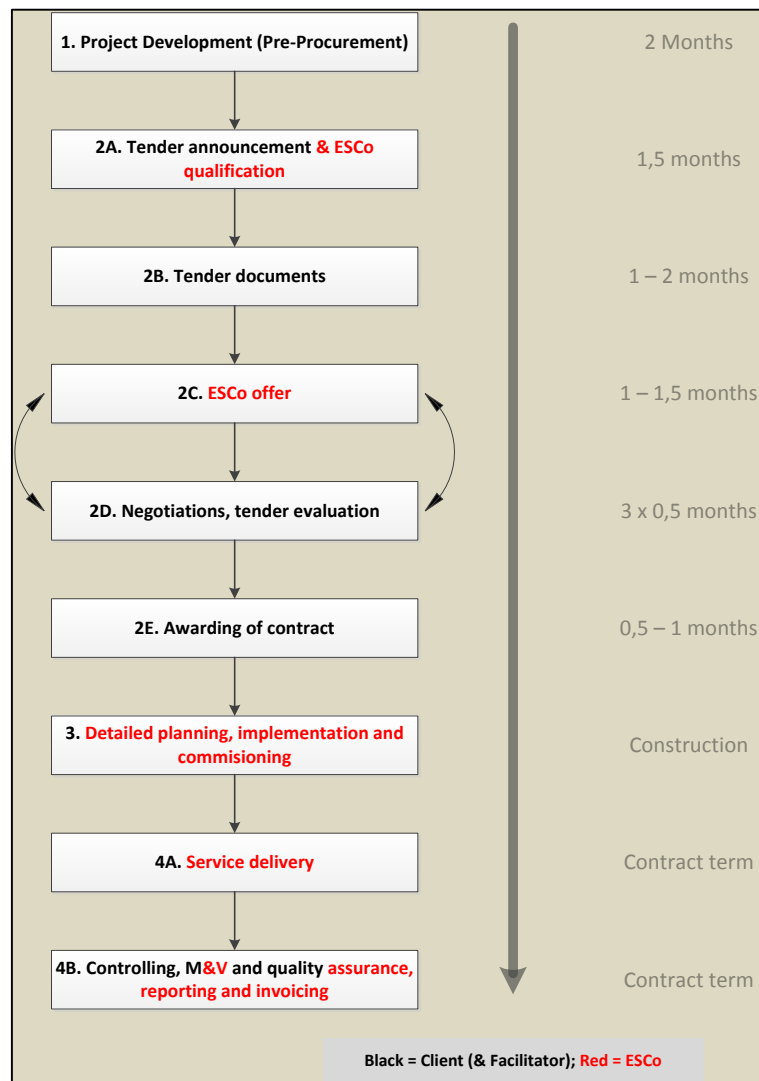 1. Project Development (Pre-Procurement)
2 Months
2A. Tender announcement & ESCo
qualification
1,5 months
2B. Tender documents
1 – 2 months
2C. ESCo offer
1 – 1,5 months
2D. Negotiations, tender evaluation
3 x 0,5 months
2E. Awarding of contract
0,5 – 1 months
3. Detailed planning, implementation and
commisioning
Construction
4A. Service delivery
Contract term
4B. Controlling, M&V and quality assurance,
reporting and invoicing
Contract term
Black = Client (& Facilitator); Red = ESCo